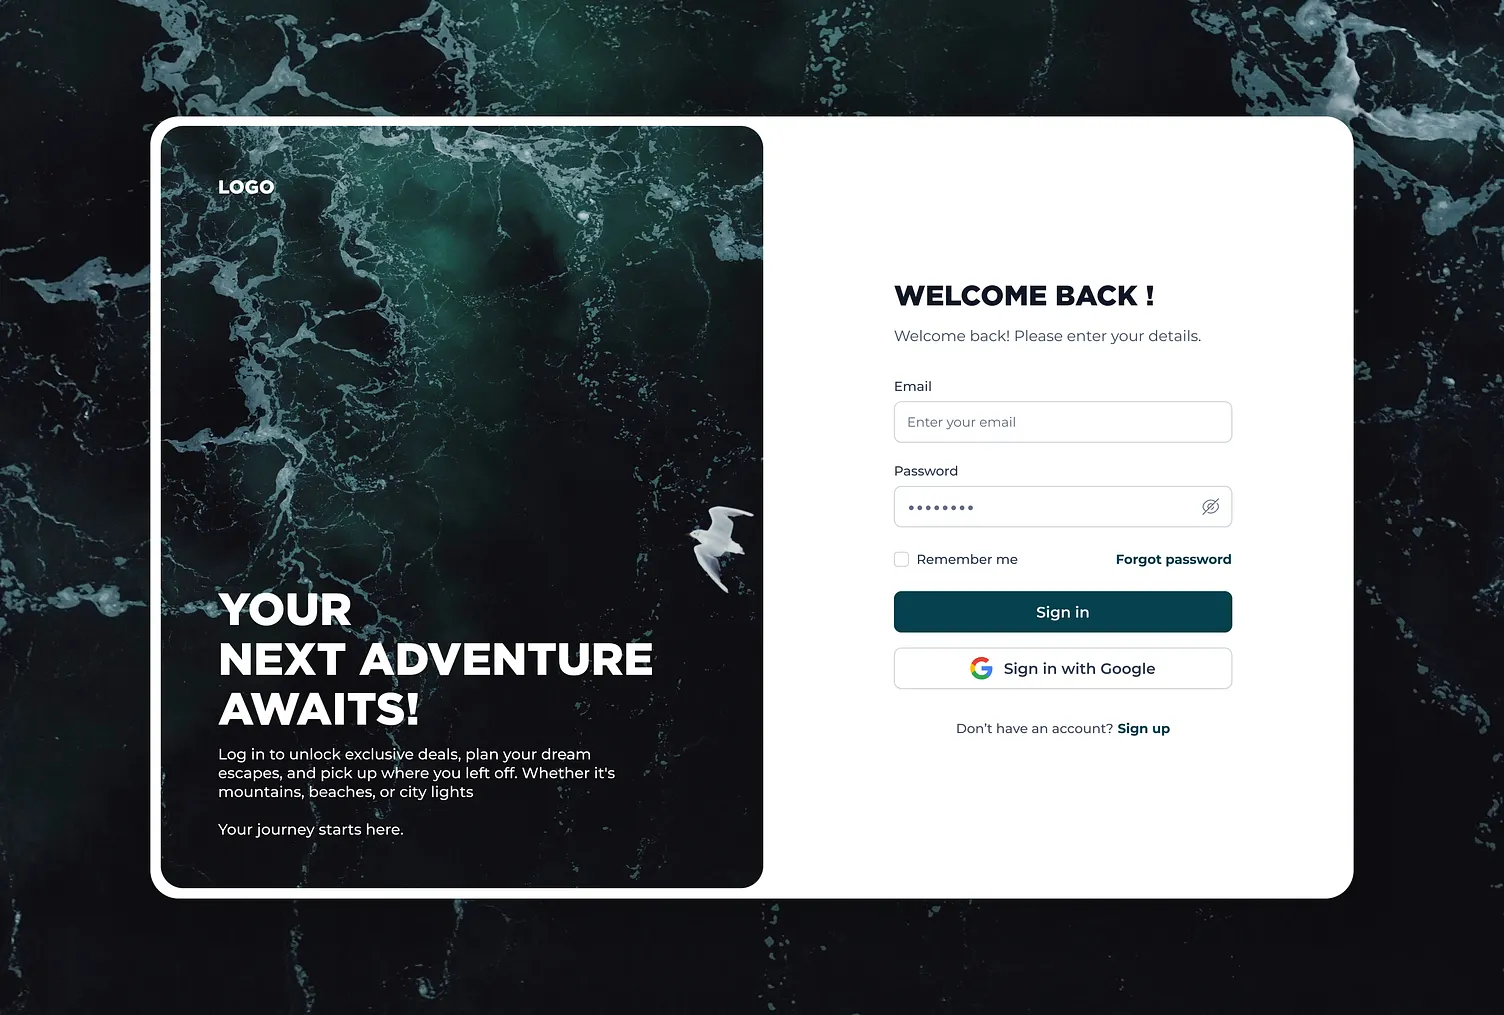 LOGO
YOUR
NEXT ADVENTURE
AWAITS!
Log in to unlock exclusive deals, plan your dream
escapes, and pick up where you left off. Whether it's
mountains, beaches, or city lights
Your journey starts here.
WELCOME BACK !
Welcome back! Please enter your details.
Email
Enter your email
Password
••••••••
Remember me
Forgot password
Sign in
Sign in with Google
Don’t have an account? Sign up